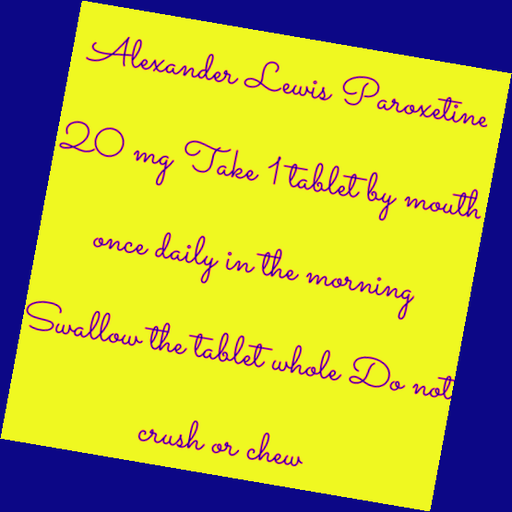 Alexander Lewis Paroxetine
20 mg Take 1 tablet by mouth
once daily in the morning
Swallow the tablet whole Do not
crush or chew